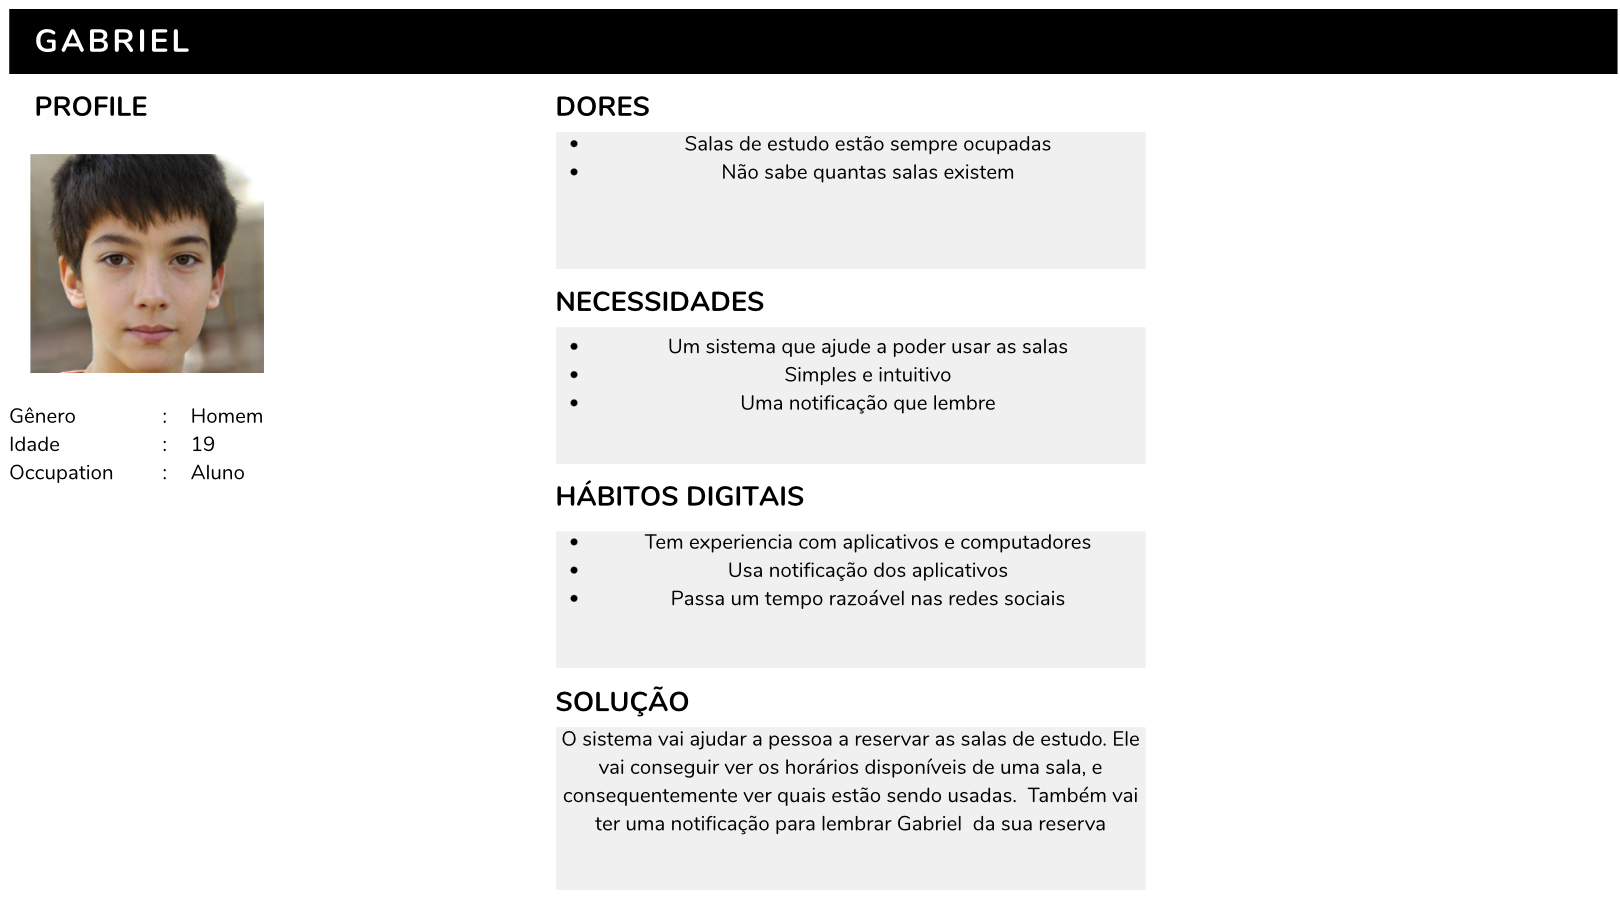 GABRIEL
PROFILE
Gênero : Homem
Idade : 19
Occupation : Aluno
DORES
• Salas de estudo estão sempre ocupadas
• Não sabe quantas salas existem
NECESSIDADES
• Um sistema que ajude a poder usar as salas
• Simples e intuitivo
• Uma notificação que lembre
HÁBITOS DIGITAIS
• Tem experiencia com aplicativos e computadores
• Usa notificação dos aplicativos
• Passa um tempo razoável nas redes sociais
SOLUÇÃO
O sistema vai ajudar a pessoa a reservar as salas de estudo. Ele
vai conseguir ver os horários disponíveis de uma sala, e
consequentemente ver quais estão sendo usadas.  Também vai
ter uma notificação para lembrar Gabriel  da sua reserva